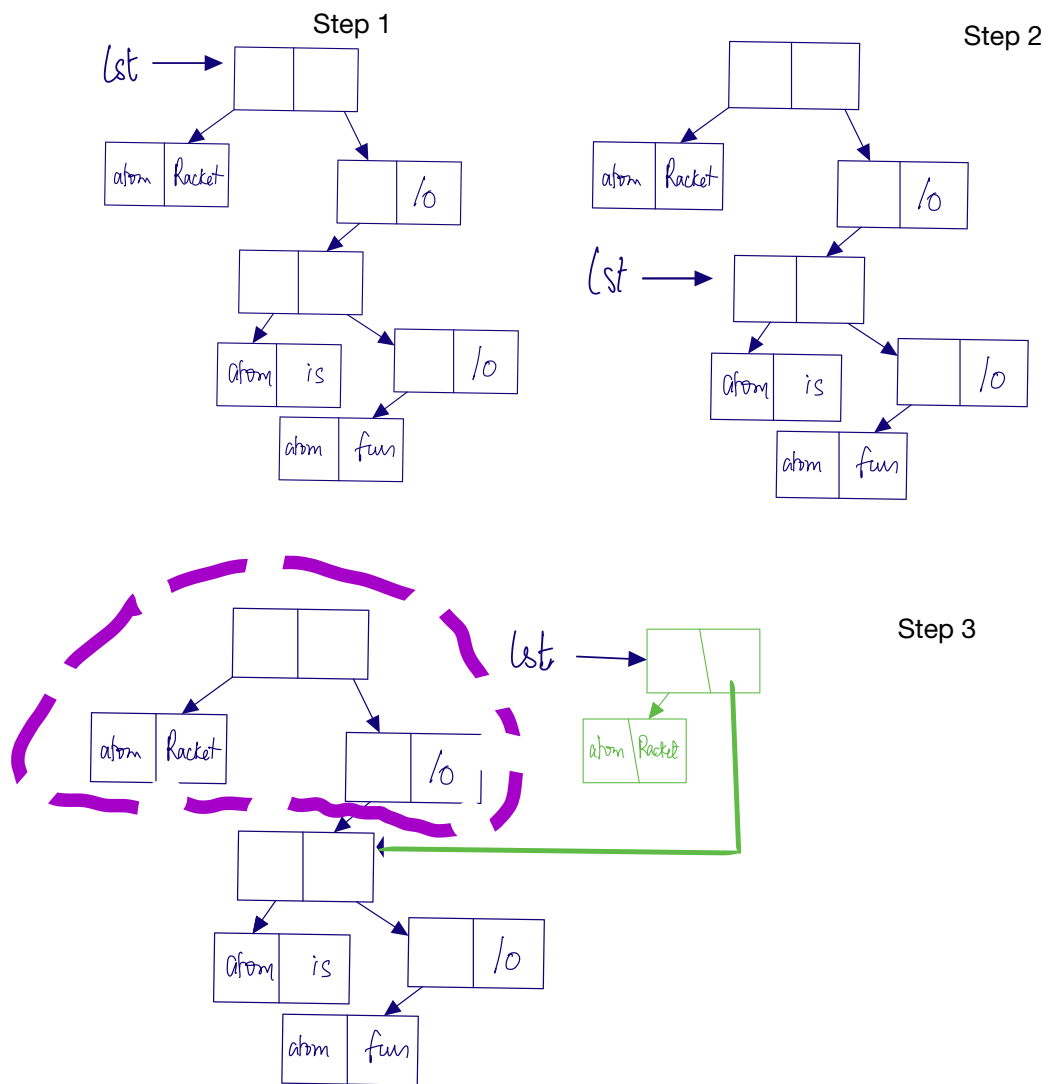 Step 1
Step 2
lst
atom Racket
/0
atom is
/0
atom fun
atom Racket
/0
lst
atom is
/0
atom fun
Step 3
lst
atom Racket
/0
atom Racket
atom is
/0
atom fun